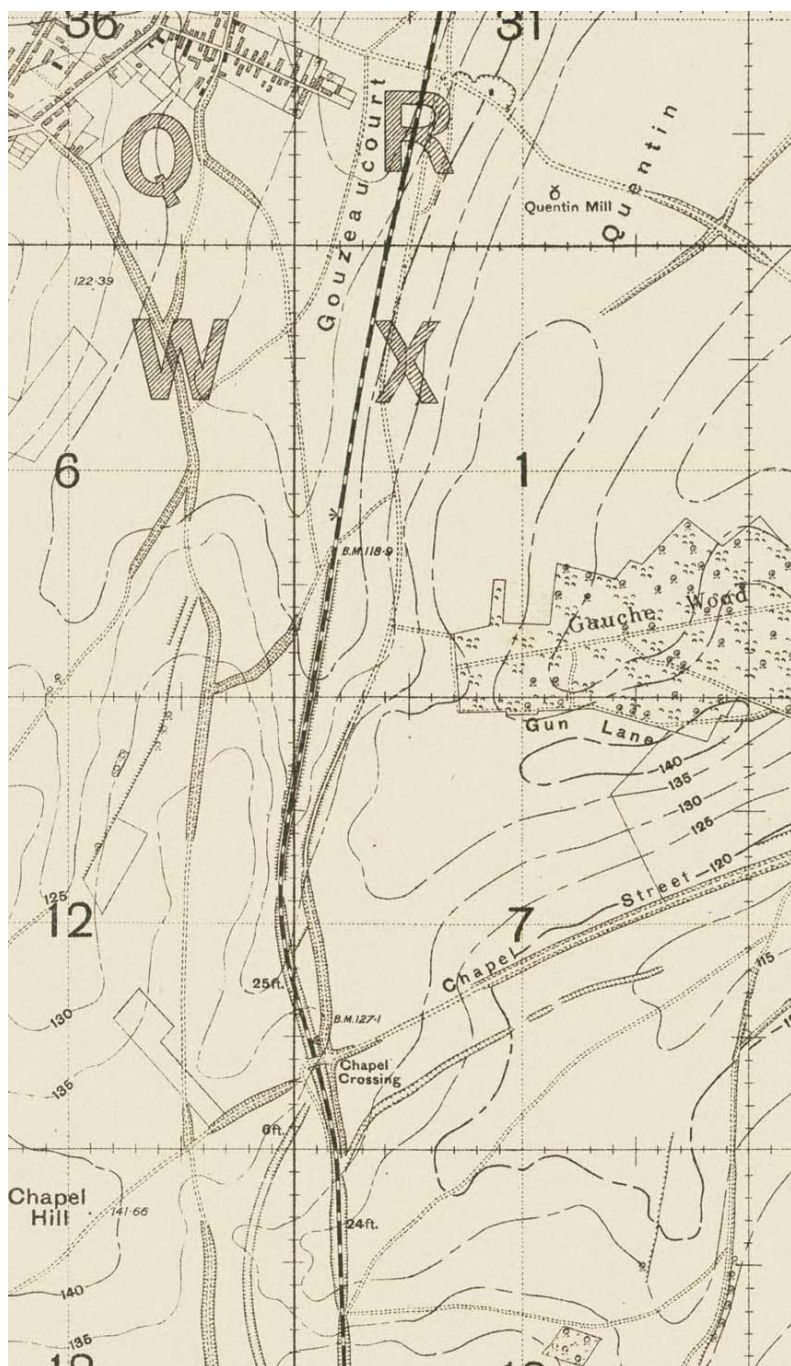 36
31
Q
R
Gouzeaucourt
Quentin
Quentin Mill
122·39
W
X
6
1
B.M.118·9
Gauche Wood
Gun Lane
140
135
130
125
Street
120
125
12
7
Chapel
25ft.
115
130
B.M.127·1
Chapel
Crossing
135
6ft.
Chapel
Hill
141·66
24ft.
140
135